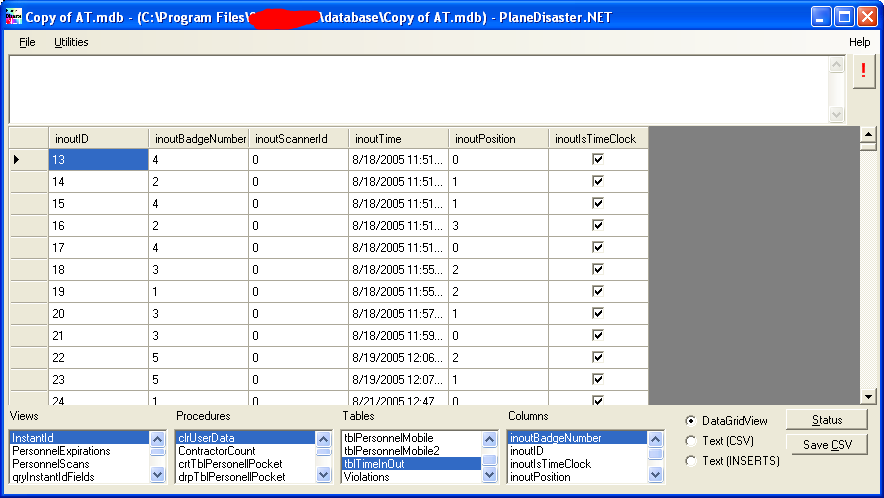 Copy of AT.mdb - (C:\Program Files\ \database\Copy of AT.mdb) - PlaneDisaster.NET
File Utilities Help
!
inoutID inoutBadgeNumber inoutScannerId inoutTime inoutPosition inoutIsTimeClock
13 4 0 8/18/2005 11:51... 0
14 2 0 8/18/2005 11:51... 1
15 4 0 8/18/2005 11:51... 1
16 2 0 8/18/2005 11:51... 3
17 4 0 8/18/2005 11:51... 0
18 3 0 8/18/2005 11:55... 2
19 1 0 8/18/2005 11:55... 2
20 3 0 8/18/2005 11:57... 1
21 3 0 8/18/2005 11:59... 0
22 5 0 8/19/2005 12:06... 2
23 5 0 8/19/2005 12:07... 1
24 1 0 8/21/2005 12:47... 0
Views Procedures Tables Columns
InstantId clrUserData tblPersonnelMobile inoutBadgeNumber
PersonnelExpirations ContractorCount tblPersonnelMobile2 inoutID
PersonnelScans crtTblPersonellPocket tblTimeInOut inoutIsTimeClock
qryInstantIdFields drpTblPersonellPocket Violations inoutPosition
DataGridView Status
Text (CSV) Save CSV
Text (INSERTS)